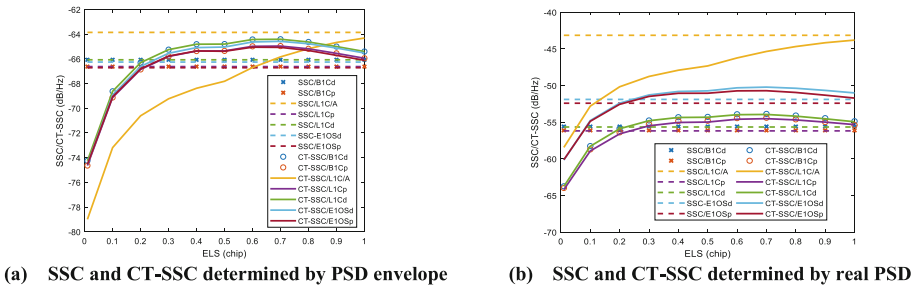 (a)
-62
-64
-66
-68
-70
-72
-74
-76
-78
-80
SSC/CT-SSC (dB/Hz)
0 0.1 0.2 0.3 0.4 0.5 0.6 0.7 0.8 0.9 1
ELS (chip)
SSC/B1Cd
SSC/B1Cp
SSC/L1C/A
SSC/L1Cp
SSC/L1Cd
SSC-E1OSd
SSC/E1OSp
CT-SSC/B1Cd
CT-SSC/B1Cp
CT-SSC/L1C/A
CT-SSC/L1Cp
CT-SSC/L1Cd
CT-SSC/E1OSd
CT-SSC/E1OSp
(a) SSC and CT-SSC determined by PSD envelope
(b)
-40
-45
-50
-55
-60
-65
-70
SSC/CT-SSC (dB/Hz)
0 0.1 0.2 0.3 0.4 0.5 0.6 0.7 0.8 0.9 1
ELS (chip)
SSC/B1Cd CT-SSC/B1Cd
SSC/B1Cp CT-SSC/B1Cp
SSC/L1C/A CT-SSC/L1C/A
SSC/L1Cp CT-SSC/L1Cp
SSC/L1Cd CT-SSC/L1Cd
SSC-E1OSd CT-SSC/E1OSd
SSC/E1OSp CT-SSC/E1OSp
(b) SSC and CT-SSC determined by real PSD